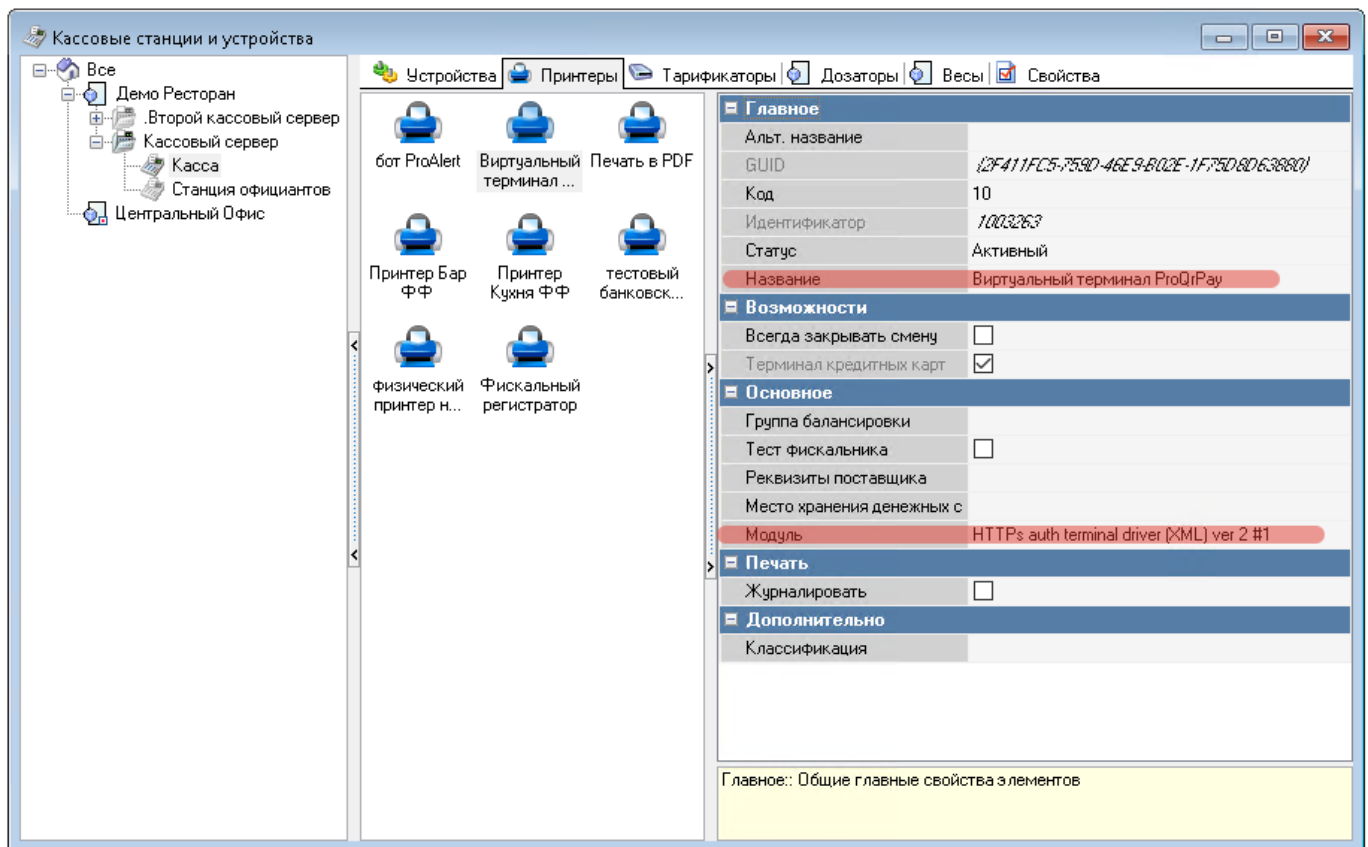 Кассовые станции и устройства
Все
Демо Ресторан
.Второй кассовый сервер
Кассовый сервер
Касса
Станция официантов
Центральный Офис
Устройства Принтеры Тарификаторы Дозаторы Весы Свойства
бот ProAlert
Виртуальный
терминал ...
Печать в PDF
Принтер Бар
ФФ
Принтер
Кухня ФФ
тестовый
банковск...
физический
принтер н...
Фискальный
регистратор
Главное
Альт. название
GUID {2F411FC5-759D-46E9-B02E-1F75D8D63880}
Код 10
Идентификатор 1003263
Статус Активный
Название Виртуальный терминал ProQrPay
Возможности
Всегда закрывать смену
Терминал кредитных карт
Основное
Группа балансировки
Тест фискальника
Реквизиты поставщика
Место хранения денежных с
Модуль HTTPs auth terminal driver (XML) ver 2 #1
Печать
Журналировать
Дополнительно
Классификация
Главное:: Общие главные свойства элементов